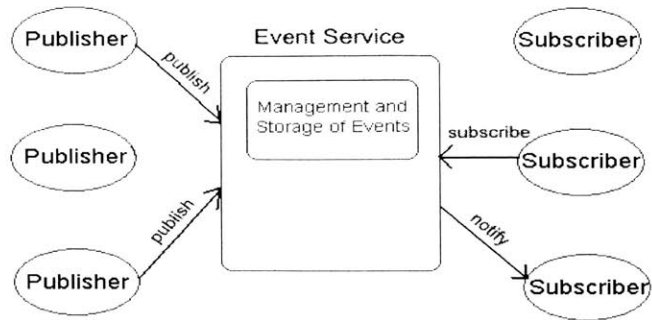 Publisher
Event Service
Subscriber
publish
Management and
Storage of Events
Publisher
subscribe
Subscriber
publish
notify
Publisher
Subscriber